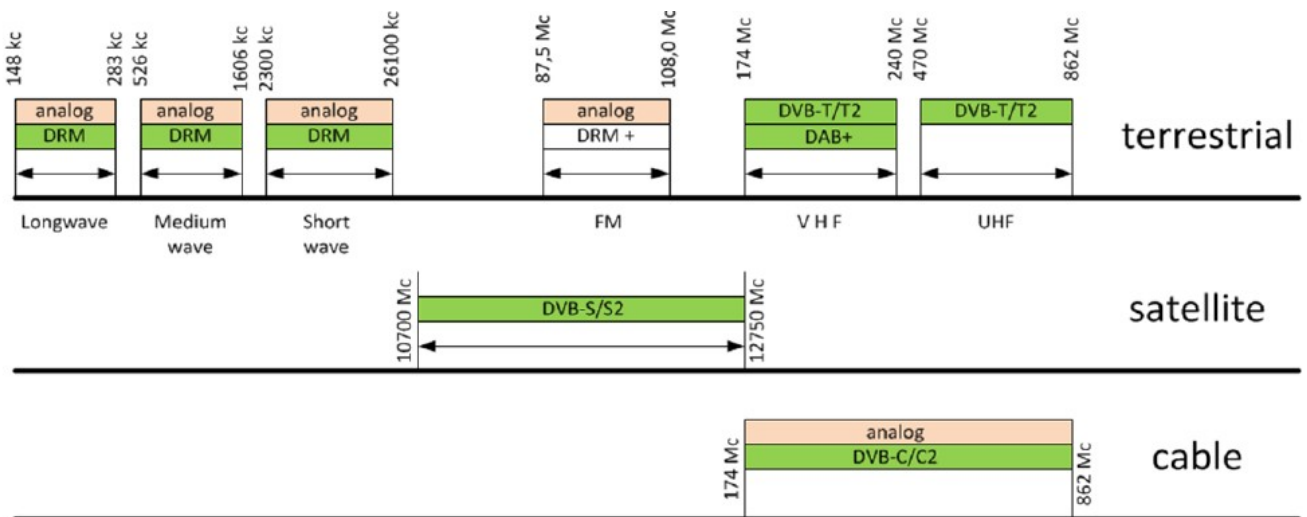 148 kc
283 kc
526 kc
1606 kc
2300 kc
26100 kc
87,5 Mc
108,0 Mc
174 Mc
240 Mc
470 Mc
862 Mc
analog
analog
analog
analog
DVB-T/T2
DVB-T/T2
DRM
DRM
DRM
DRM +
DAB+
terrestrial
Longwave
Medium
wave
Short
wave
FM
V H F
UHF
10700 Mc
DVB-S/S2
12750 Mc
satellite
174 Mc
analog
DVB-C/C2
862 Mc
cable